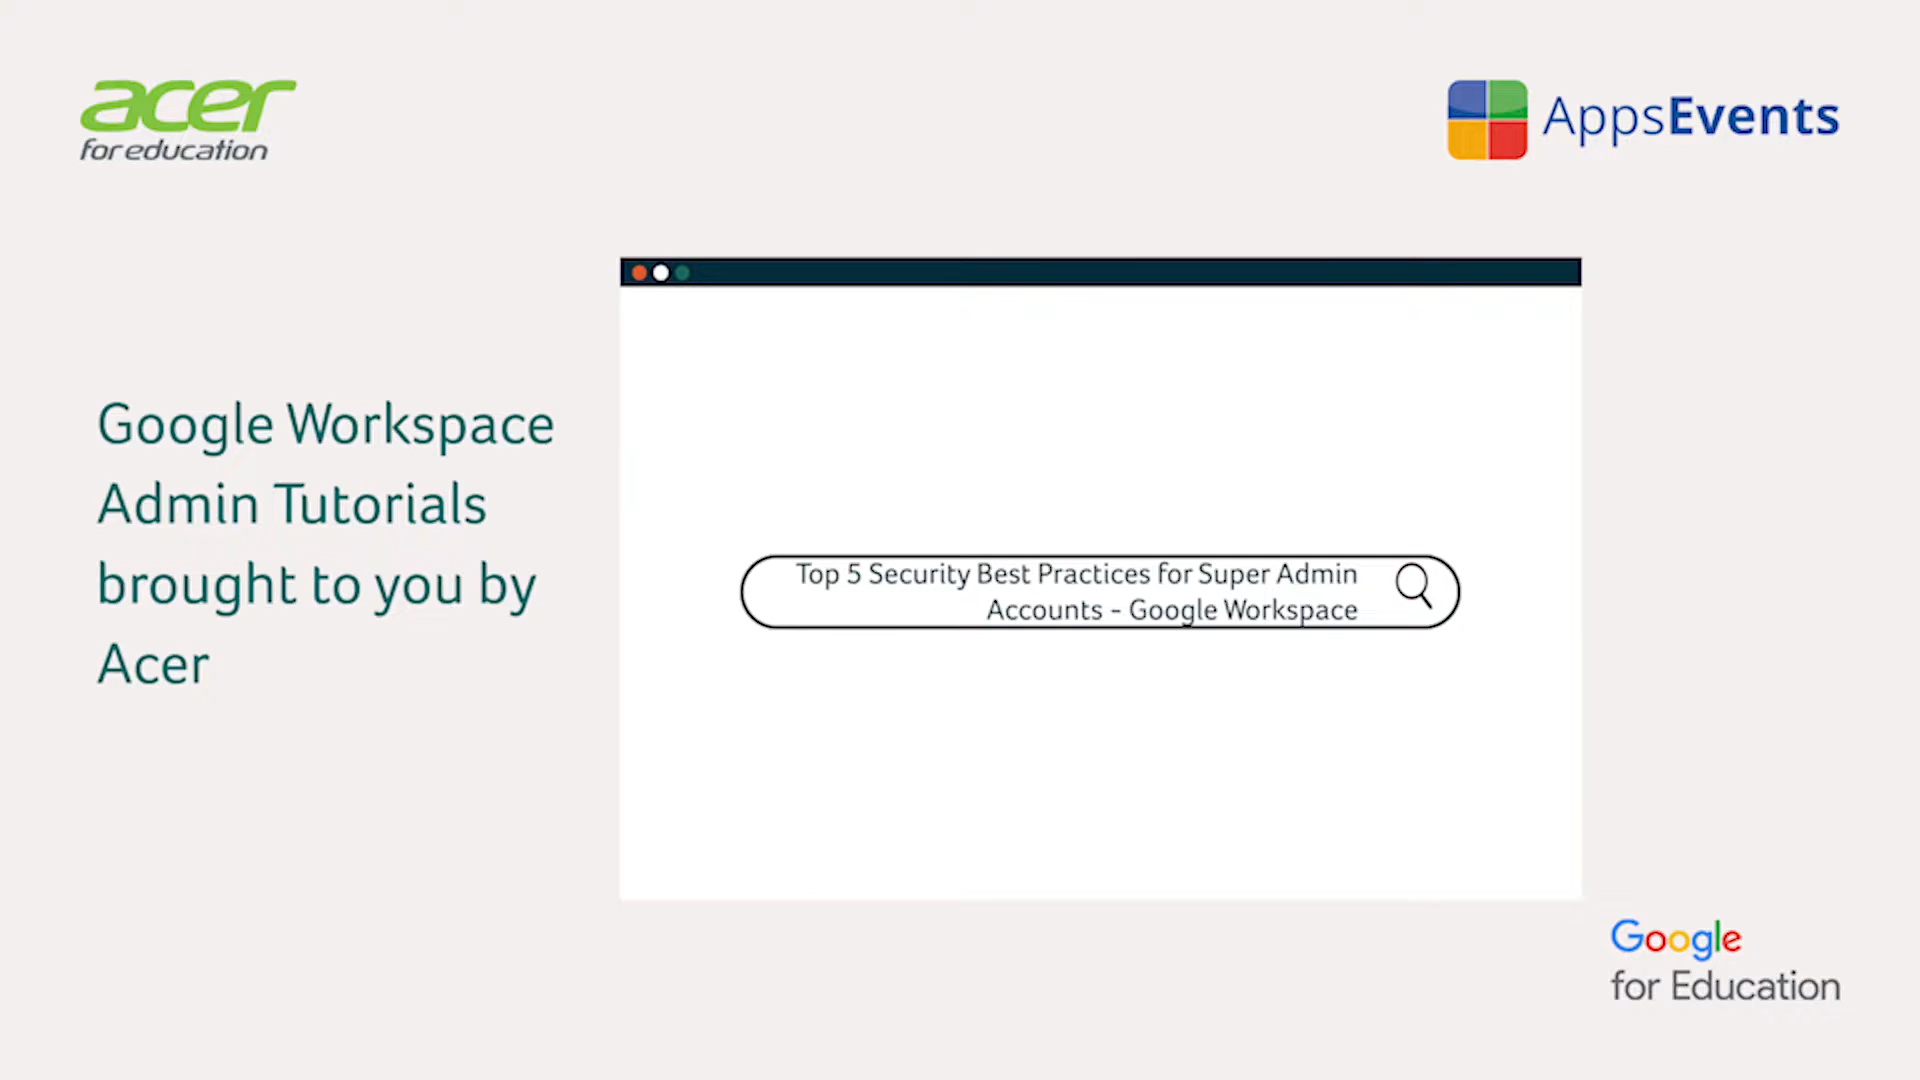 acer
for education
AppsEvents
Google Workspace
Admin Tutorials
brought to you by
Acer
Top 5 Security Best Practices for Super Admin
Accounts - Google Workspace
Google
for Education